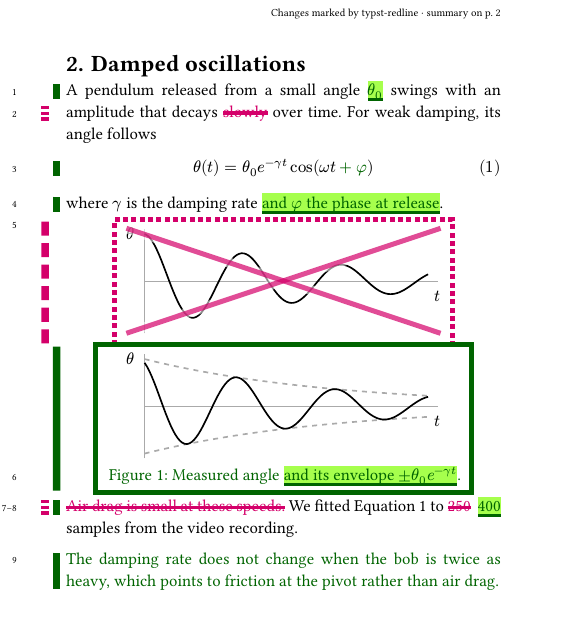 Changes marked by typst-redline · summary on p. 2
2. Damped oscillations
1 A pendulum released from a small angle θ₀ swings with an
2 amplitude that decays slowly over time. For weak damping, its
angle follows
3 θ(t) = θ₀e^{−γt} cos(ωt + φ) (1)
4 where γ is the damping rate and φ the phase at release.
5 θ
t
θ
t
6 Figure 1: Measured angle and its envelope ±θ₀e^{−γt}.
7–8 Air drag is small at these speeds. We fitted Equation 1 to 250 400
samples from the video recording.
9 The damping rate does not change when the bob is twice as
heavy, which points to friction at the pivot rather than air drag.